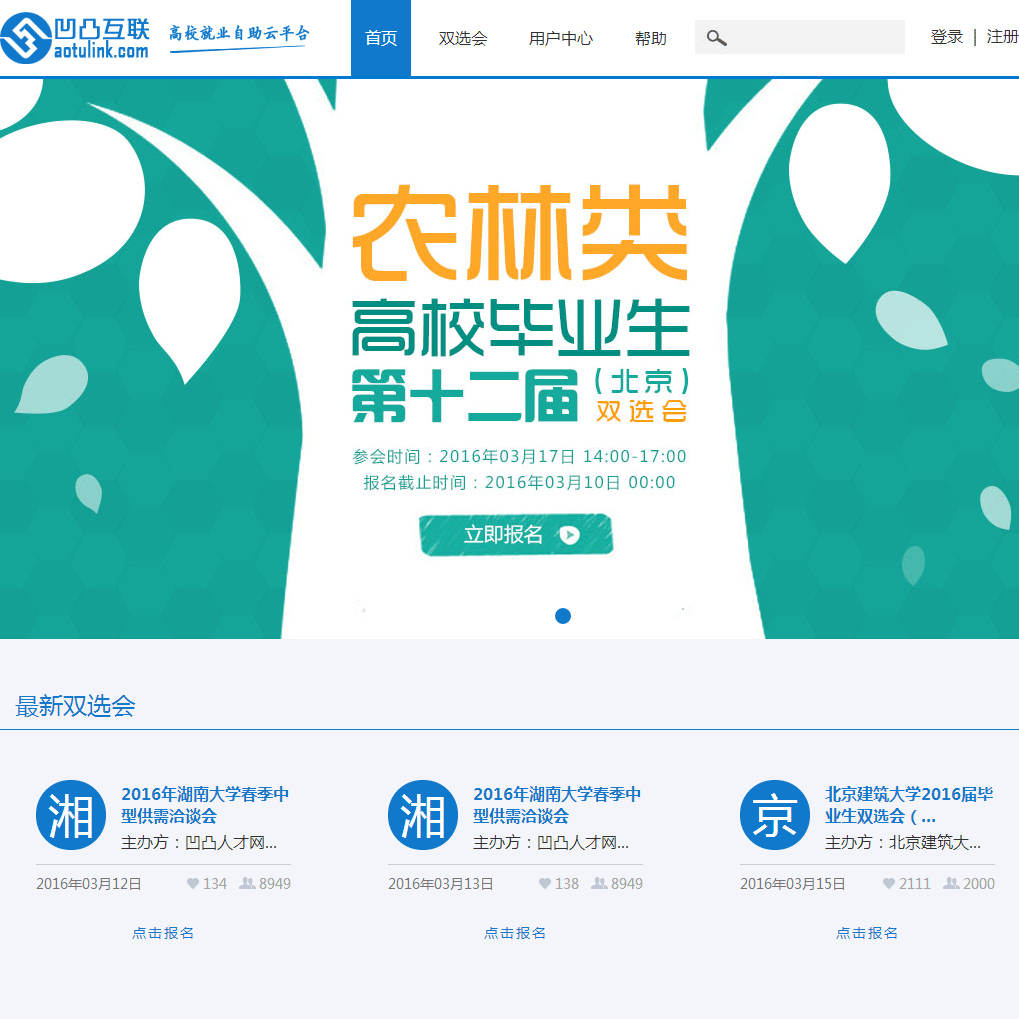 凹凸互联
aotulink.com
高校就业自助云平台
首页
双选会
用户中心
帮助
登录 | 注册
农林类
高校毕业生
第十二届
(北京)
双选会
参会时间：2016年03月17日 14:00-17:00
报名截止时间：2016年03月10日 00:00
立即报名
最新双选会
湘
2016年湖南大学春季中
型供需洽谈会
主办方：凹凸人才网...
2016年03月12日
134
8949
点击报名
湘
2016年湖南大学春季中
型供需洽谈会
主办方：凹凸人才网...
2016年03月13日
138
8949
点击报名
京
北京建筑大学2016届毕
业生双选会（...
主办方：北京建筑大...
2016年03月15日
2111
2000
点击报名